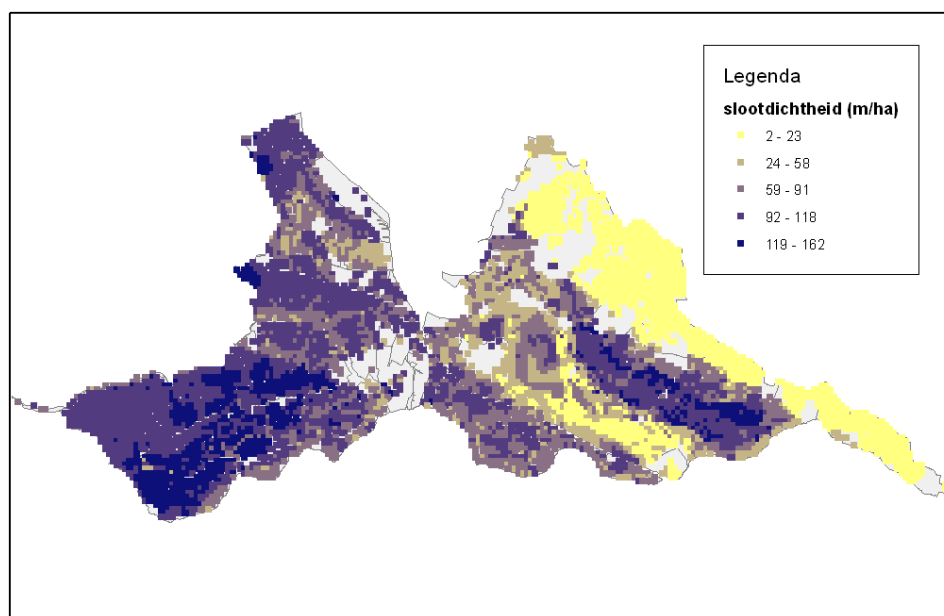 Legenda
slootdichtheid (m/ha)
2 - 23
24 - 58
59 - 91
92 - 118
119 - 162